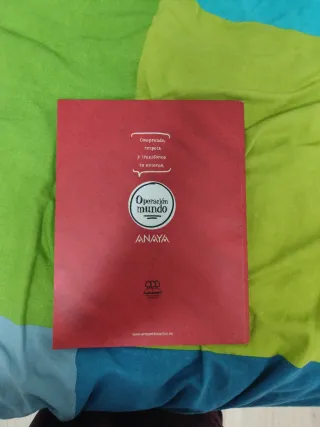 Comprende,
respeta
y transforma
tu entorno.
Operación
mundo
ANAYA